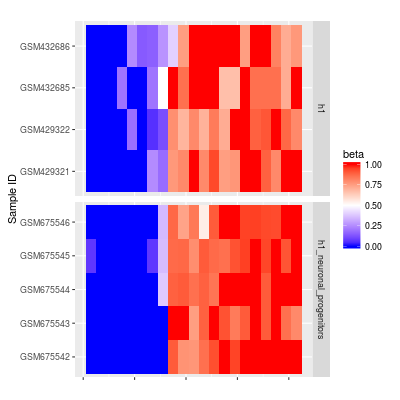 Sample ID
GSM432686
GSM432685
GSM429322
GSM429321
h1
GSM675546
GSM675545
GSM675544
GSM675543
GSM675542
h1_neuronal_progenitors
beta
1.00
0.75
0.50
0.25
0.00